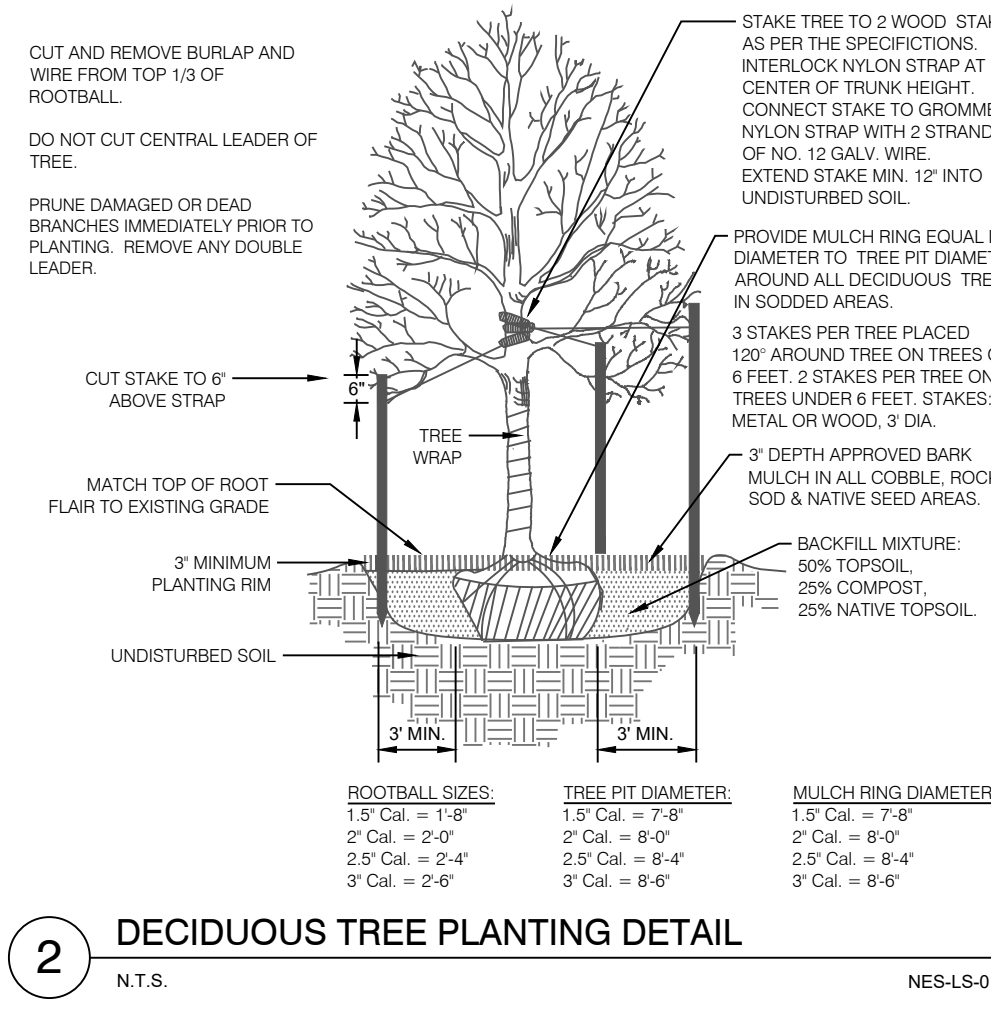 CUT AND REMOVE BURLAP AND
WIRE FROM TOP 1/3 OF
ROOTBALL.
DO NOT CUT CENTRAL LEADER OF
TREE.
PRUNE DAMAGED OR DEAD
BRANCHES IMMEDIATELY PRIOR TO
PLANTING. REMOVE ANY DOUBLE
LEADER.
STAKE TREE TO 2 WOOD
AS PER THE SPECIFICTIONS.
INTERLOCK NYLON STRAP AT
CENTER OF TRUNK HEIGHT.
CONNECT STAKE TO
NYLON STRAP WITH 2
OF NO. 12 GALV. WIRE.
EXTEND STAKE MIN. 12" INTO
UNDISTURBED SOIL.
PROVIDE MULCH RING EQUAL
DIAMETER TO TREE PIT
AROUND ALL DECIDUOUS
IN SODDED AREAS.
3 STAKES PER TREE PLACED
120° AROUND TREE ON TREES
6 FEET. 2 STAKES PER TREE ON
TREES UNDER 6 FEET. STAKES:
METAL OR WOOD, 3' DIA.
CUT STAKE TO 6"
ABOVE STRAP
6"
TREE
WRAP
3" DEPTH APPROVED BARK
MULCH IN ALL COBBLE,
SOD & NATIVE SEED AREAS.
MATCH TOP OF ROOT
FLAIR TO EXISTING GRADE
BACKFILL MIXTURE:
50% TOPSOIL,
25% COMPOST,
25% NATIVE TOPSOIL.
3" MINIMUM
PLANTING RIM
UNDISTURBED SOIL
3' MIN.
3' MIN.
ROOTBALL SIZES:
1.5" Cal. = 1'-8"
2" Cal. = 2'-0"
2.5" Cal. = 2'-4"
3" Cal. = 2'-6"
TREE PIT DIAMETER:
1.5" Cal. = 7'-8"
2" Cal. = 8'-0"
2.5" Cal. = 8'-4"
3" Cal. = 8'-6"
MULCH RING DIAMETER
1.5" Cal. = 7'-8"
2" Cal. = 8'-0"
2.5" Cal. = 8'-4"
3" Cal. = 8'-6"
2
DECIDUOUS TREE PLANTING DETAIL
N.T.S.
NES-LS-0